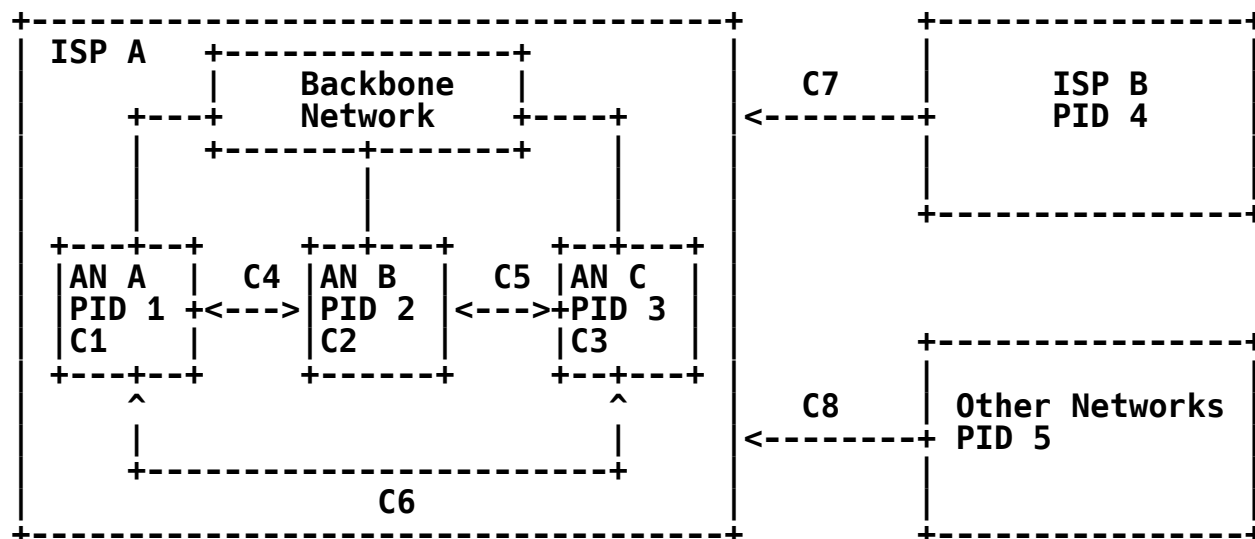 ISP A
Backbone
Network
C7
ISP B
PID 4
AN A
PID 1
C1
C4
AN B
PID 2
C2
C5
AN C
PID 3
C3
C6
C8
Other Networks
PID 5